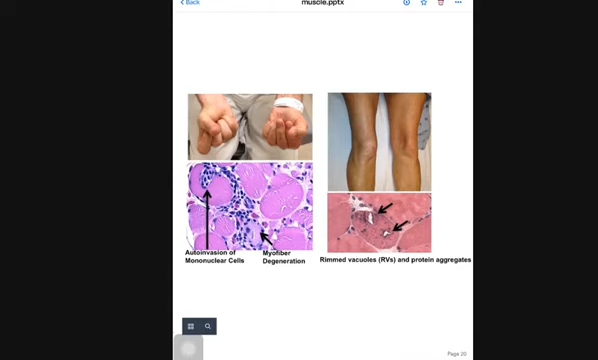 Back
muscle.pptx
Autoinvasion of
Mononuclear Cells
Myofiber
Degeneration
Rimmed vacuoles (RVs) and protein aggregates
Page 20